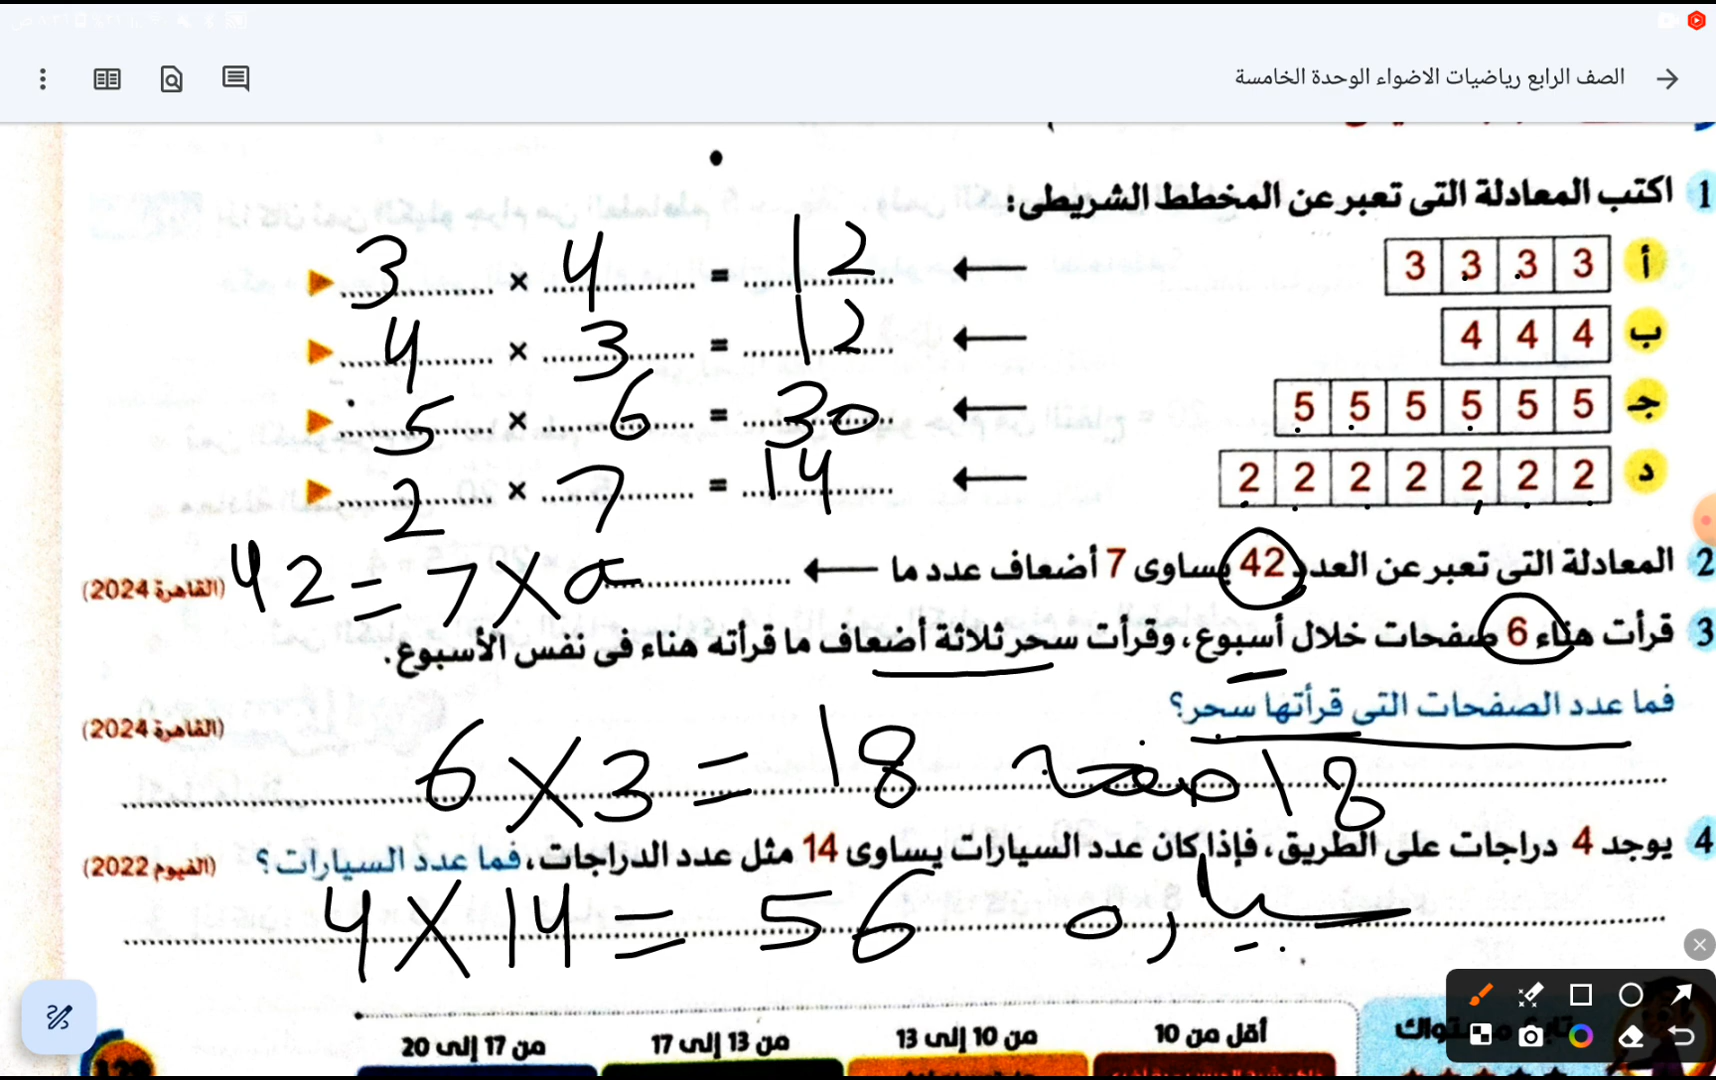 الصف الرابع رياضيات الاضواء الوحدة الخامسة
1 اكتب المعادلة التى تعبر عن المخطط الشريطى:
أ 3 3 3 3 ← 3 × 4 = 12
ب 4 4 4 ← 4 × 3 = 12
جـ 5 5 5 5 5 5 ← 5 × 6 = 30
د 2 2 2 2 2 2 2 ← 2 × 7 = 14
2 المعادلة التى تعبر عن العدد 42 يساوى 7 أضعاف عدد ما ← 42 = 7 × a (القاهرة 2024)
3 قرأت هناء 6 صفحات خلال أسبوع، وقرأت سحر ثلاثة أضعاف ما قرأته هناء فى نفس الأسبوع.
فما عدد الصفحات التى قرأتها سحر؟ (القاهرة 2024)
6 × 3 = 18 18 صفحة
4 يوجد 4 دراجات على الطريق، فإذا كان عدد السيارات يساوى 14 مثل عدد الدراجات، فما عدد السيارات؟ (الفيوم 2022)
4 × 14 = 56 سياره
أقل من 10
من 10 إلى 13
من 13 إلى 17
من 17 إلى 20